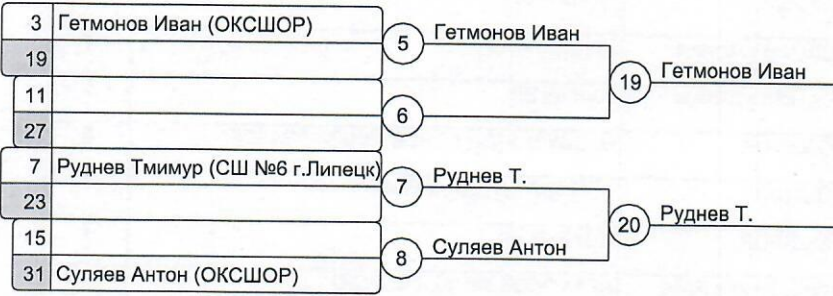 3 Гетмонов Иван (ОКСШОР)
19
5 Гетмонов Иван
19 Гетмонов Иван
11
27
6
7 Руднев Тмимур (СШ №6 г.Липецк)
23
7 Руднев Т.
20 Руднев Т.
15
31 Суляев Антон (ОКСШОР)
8 Суляев Антон